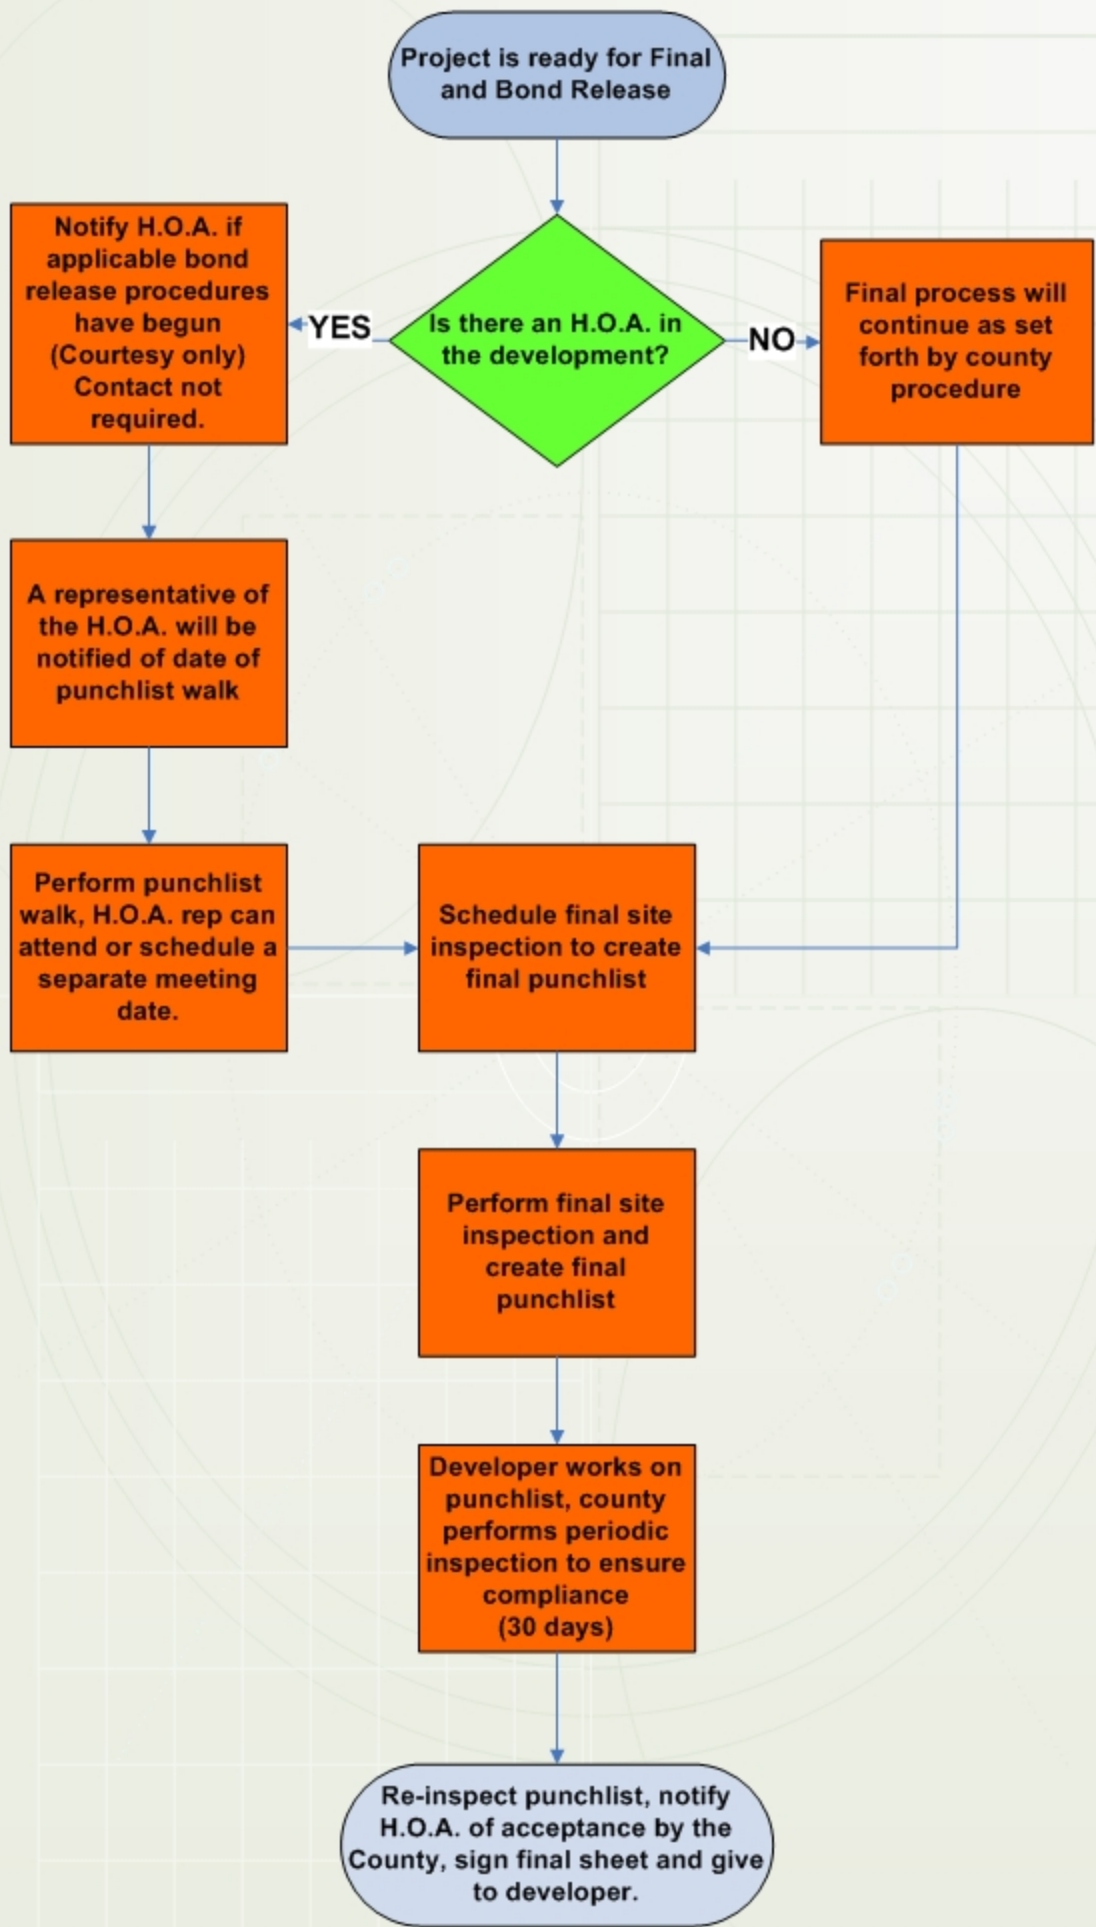 Project is ready for Final
and Bond Release
Notify H.O.A. if
applicable bond
release procedures
have begun
(Courtesy only)
Contact not
required.
YES
Is there an H.O.A. in
the development?
NO
Final process will
continue as set
forth by county
procedure
A representative of
the H.O.A. will be
notified of date of
punchlist walk
Perform punchlist
walk, H.O.A. rep can
attend or schedule a
separate meeting
date.
Schedule final site
inspection to create
final punchlist
Perform final site
inspection and
create final
punchlist
Developer works on
punchlist, county
performs periodic
inspection to ensure
compliance
(30 days)
Re-inspect punchlist, notify
H.O.A. of acceptance by the
County, sign final sheet and give
to developer.